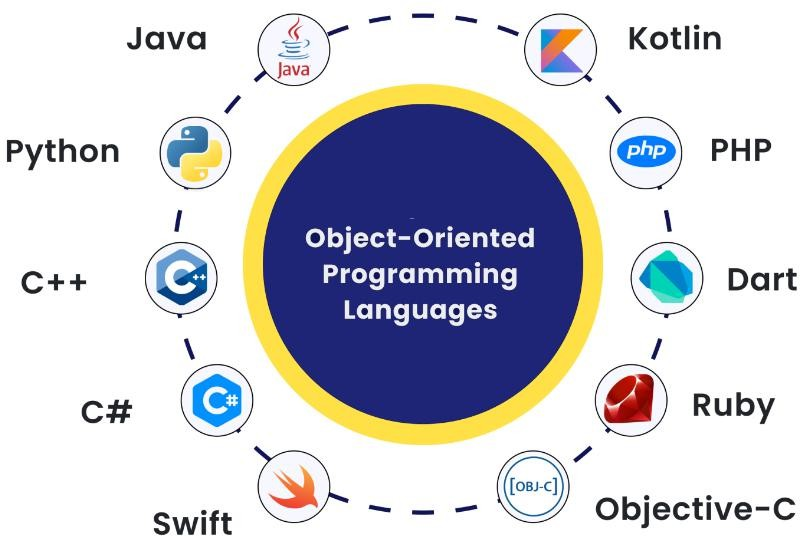 Java
Java
Kotlin
Python
php
PHP
Object-Oriented
Programming
Languages
C++
C++
Dart
C#
C#
Ruby
Swift
[OBJ-C]
Objective-C